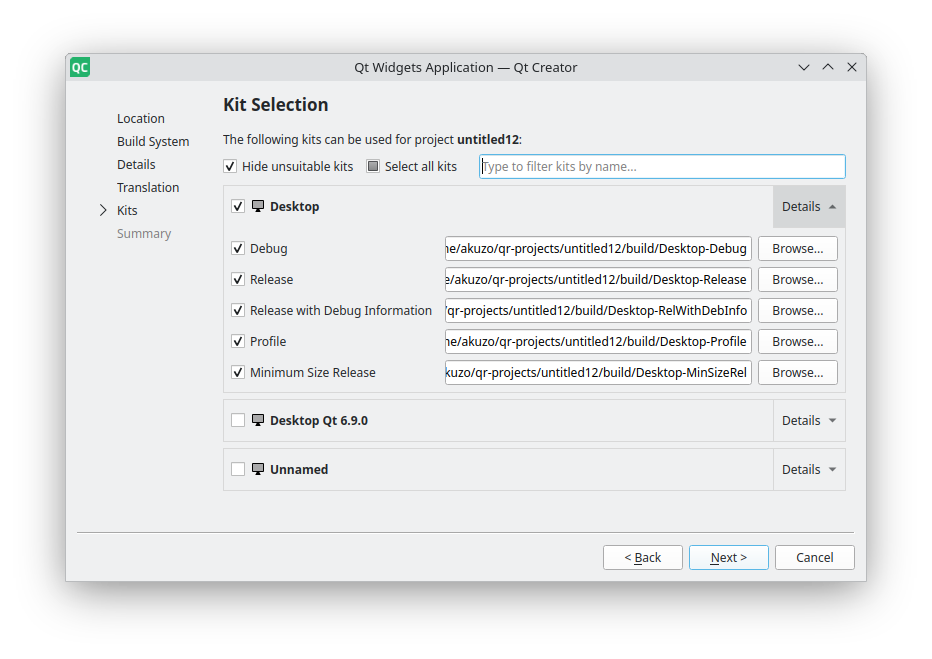 QC
Qt Widgets Application — Qt Creator
Location
Build System
Details
Translation
Kits
Summary
Kit Selection
The following kits can be used for project untitled12:
Hide unsuitable kits Select all kits Type to filter kits by name...
Desktop Details
Debug ne/akuzo/qr-projects/untitled12/build/Desktop-Debug Browse...
Release e/akuzo/qr-projects/untitled12/build/Desktop-Release Browse...
Release with Debug Information /qr-projects/untitled12/build/Desktop-RelWithDebInfo Browse...
Profile ne/akuzo/qr-projects/untitled12/build/Desktop-Profile Browse...
Minimum Size Release kuzo/qr-projects/untitled12/build/Desktop-MinSizeRel Browse...
Desktop Qt 6.9.0 Details
Unnamed Details
< Back Next > Cancel